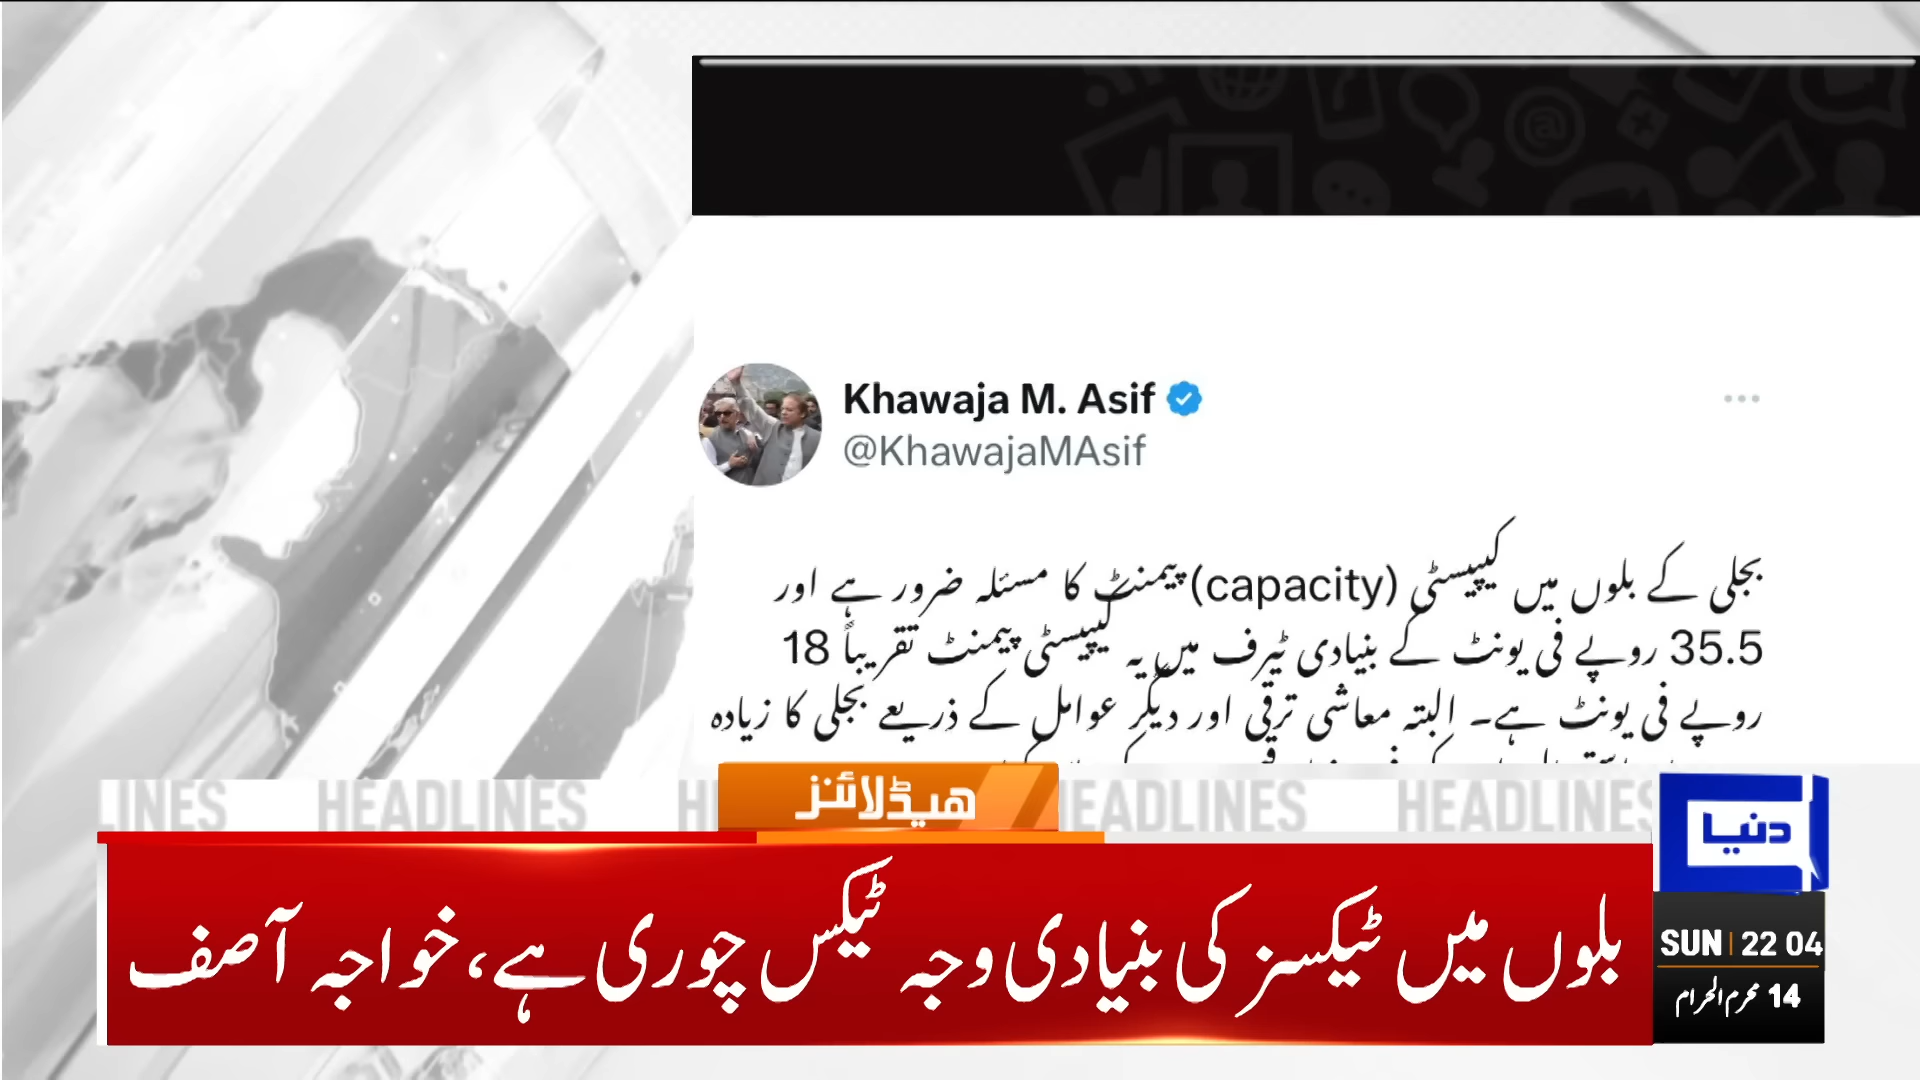 Khawaja M. Asif
@KhawajaMAsif
بجلی کے بلوں میں کیپیسٹی (capacity) پیمنٹ کا مسئلہ ضرور ہے اور
35.5 روپے فی یونٹ کے بنیادی ٹیرف میں یہ کیپیسٹی پیمنٹ تقریباً 18
روپے فی یونٹ ہے۔ البتہ معاشی ترقی اور دیگر عوامل کے ذریعے بجلی کا زیادہ
LINES HEADLINES H EADLINES HEADLINES
ھیڈلائنز
دنیا
بلوں میں ٹیکسز کی بنیادی وجہ ٹیکس چوری ہے، خواجہ آصف
SUN 22 04
14 محرم الحرام